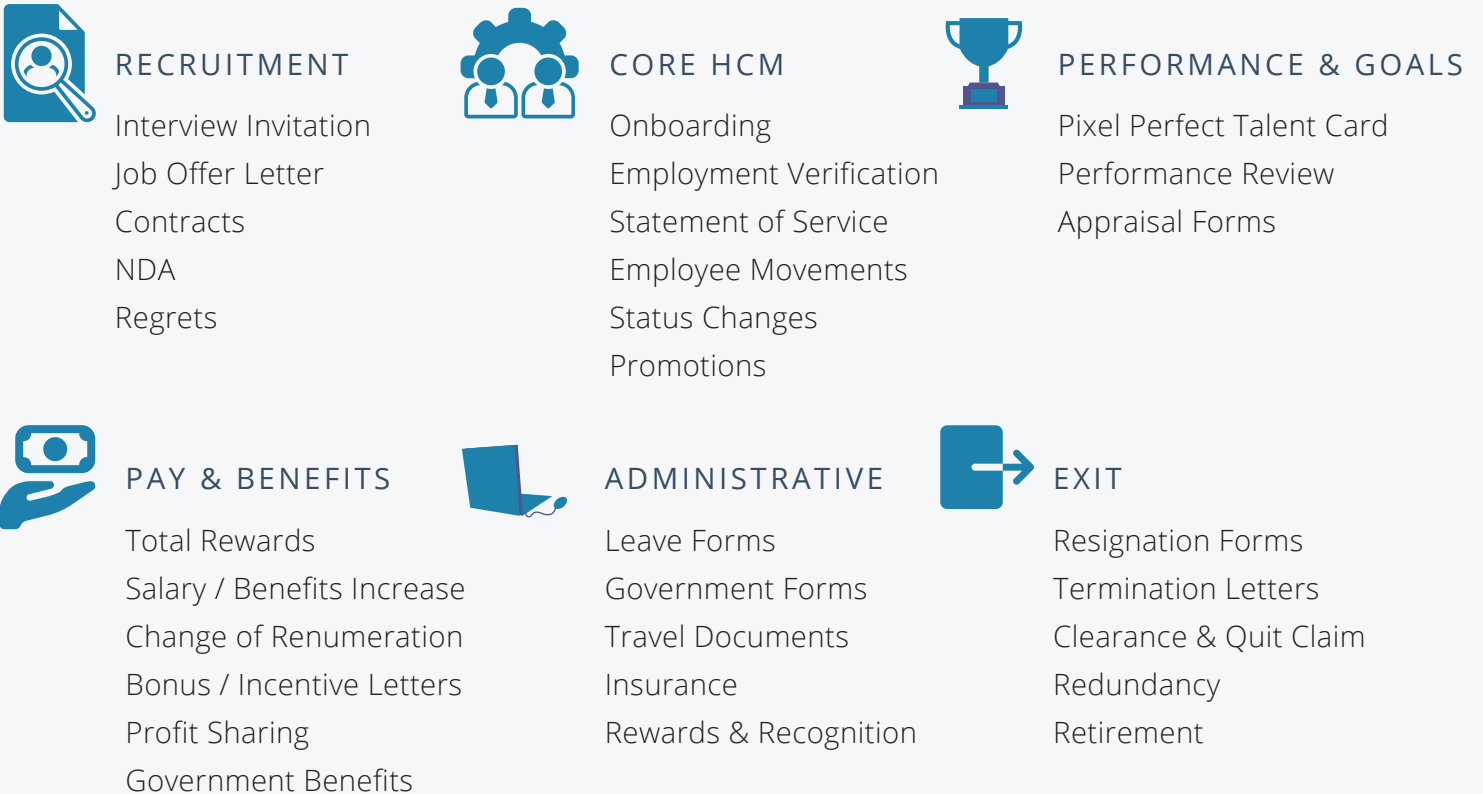 RECRUITMENT
Interview Invitation
Job Offer Letter
Contracts
NDA
Regrets
CORE HCM
Onboarding
Employment Verification
Statement of Service
Employee Movements
Status Changes
Promotions
PERFORMANCE & GOALS
Pixel Perfect Talent Card
Performance Review
Appraisal Forms
PAY & BENEFITS
Total Rewards
Salary / Benefits Increase
Change of Renumeration
Bonus / Incentive Letters
Profit Sharing
Government Benefits
ADMINISTRATIVE
Leave Forms
Government Forms
Travel Documents
Insurance
Rewards & Recognition
EXIT
Resignation Forms
Termination Letters
Clearance & Quit Claim
Redundancy
Retirement